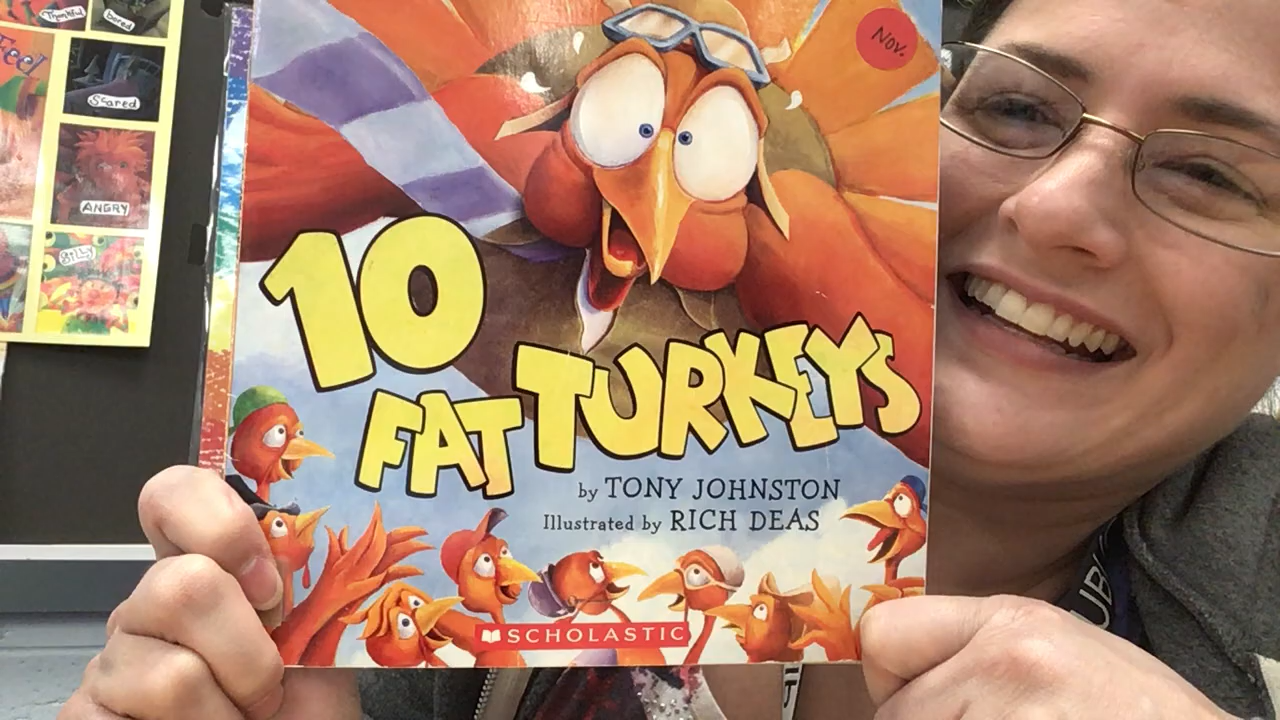 Thankful
Bored
Feel
Scared
ANGRY
Silly
Nov.
10
FAT TURKEYS
by TONY JOHNSTON
Illustrated by RICH DEAS
SCHOLASTIC